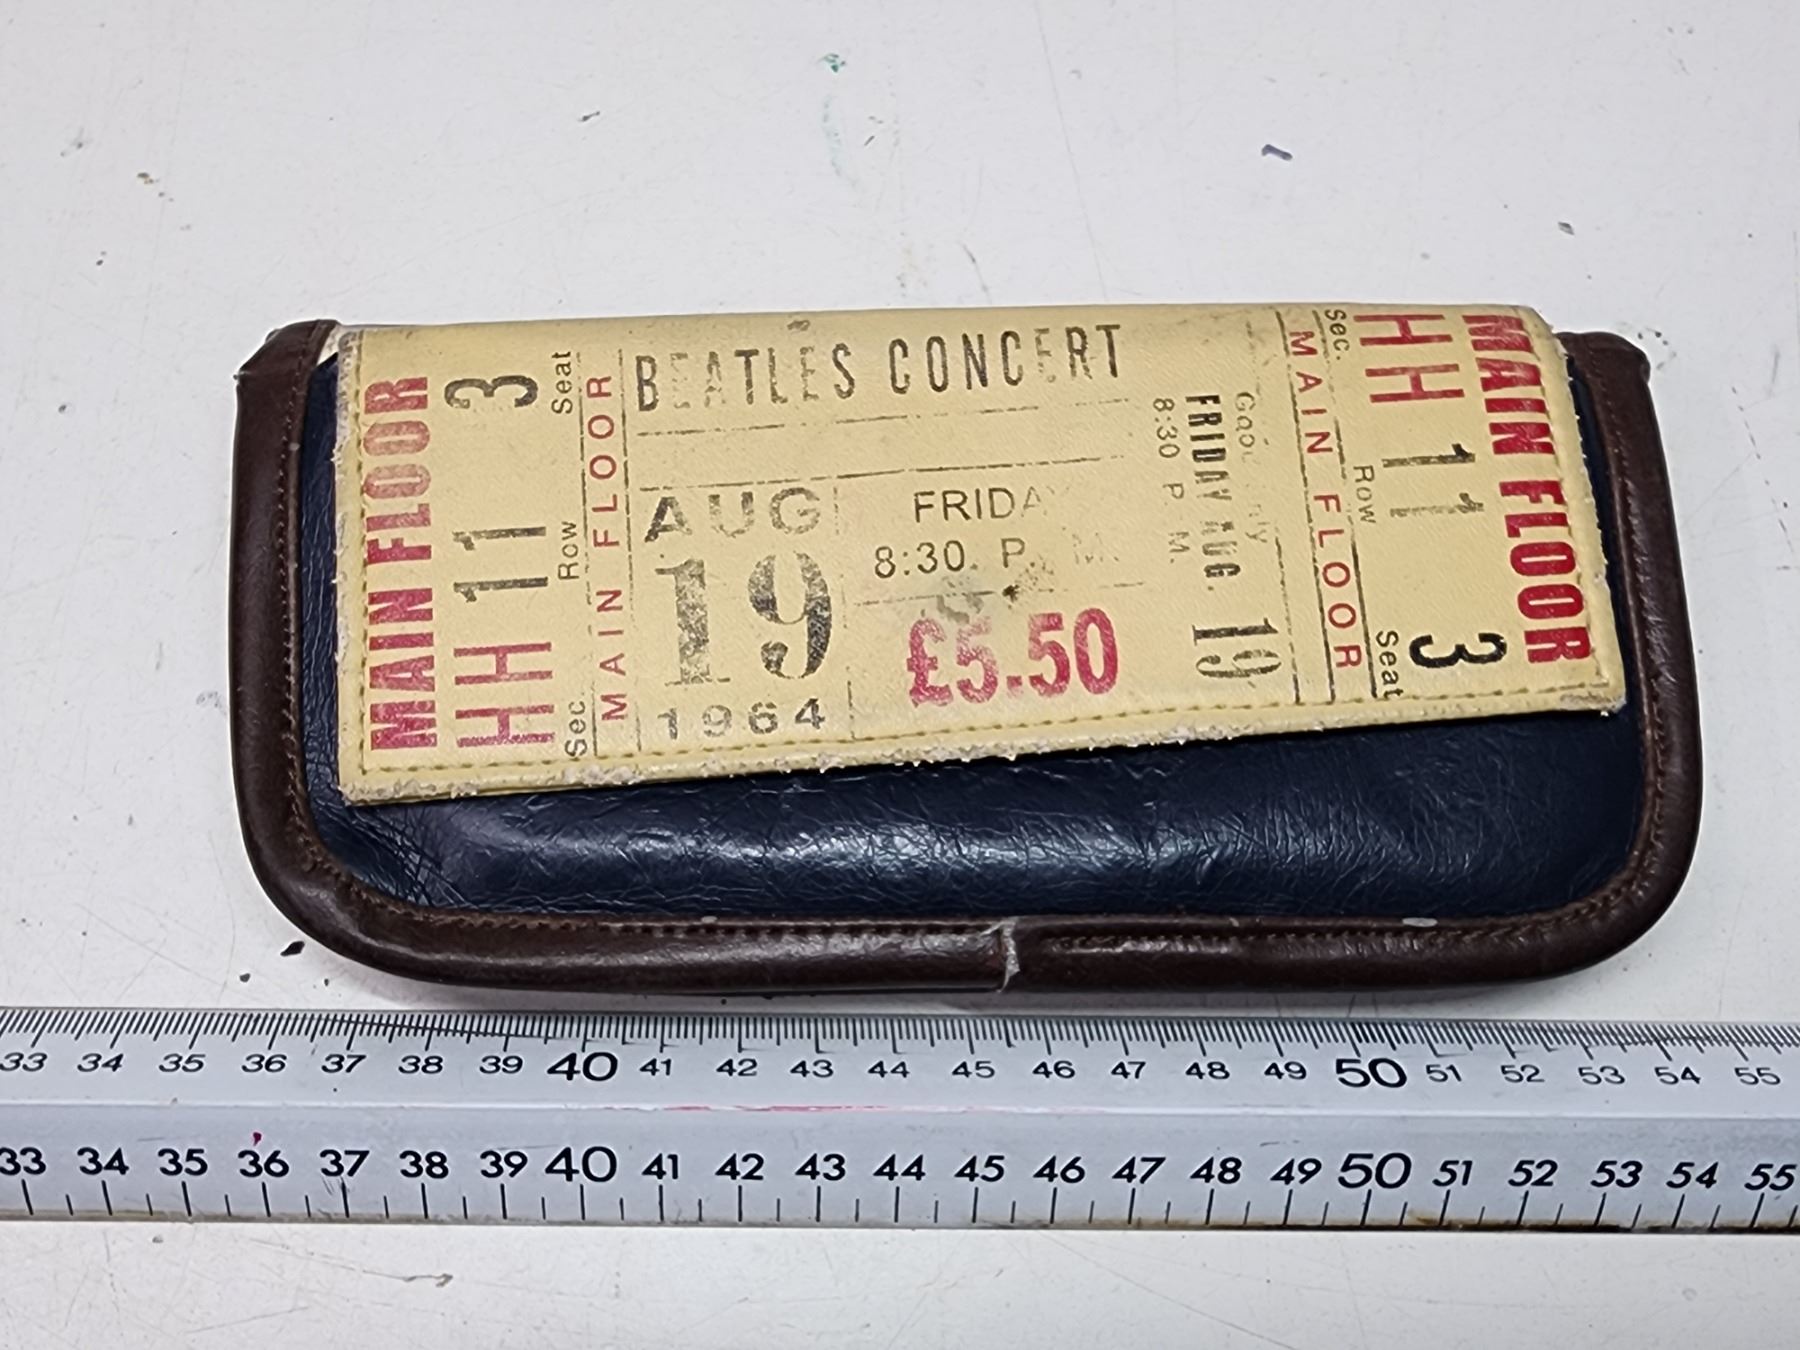 MAIN FLOOR
HH 11 3
Sec. Row Seat
MAIN FLOOR
BEATLES CONCERT
AUG
19
1964
FRIDAY
8:30. P. M.
£5.50
Good Only
FRIDAY AUG. 19
8:30 P. M.
MAIN FLOOR
Sec. Row Seat
HH 11 3
MAIN FLOOR
33 34 35 36 37 38 39 40 41 42 43 44 45 46 47 48 49 50 51 52 53 54 55
33 34 35 36 37 38 39 40 41 42 43 44 45 46 47 48 49 50 51 52 53 54 55